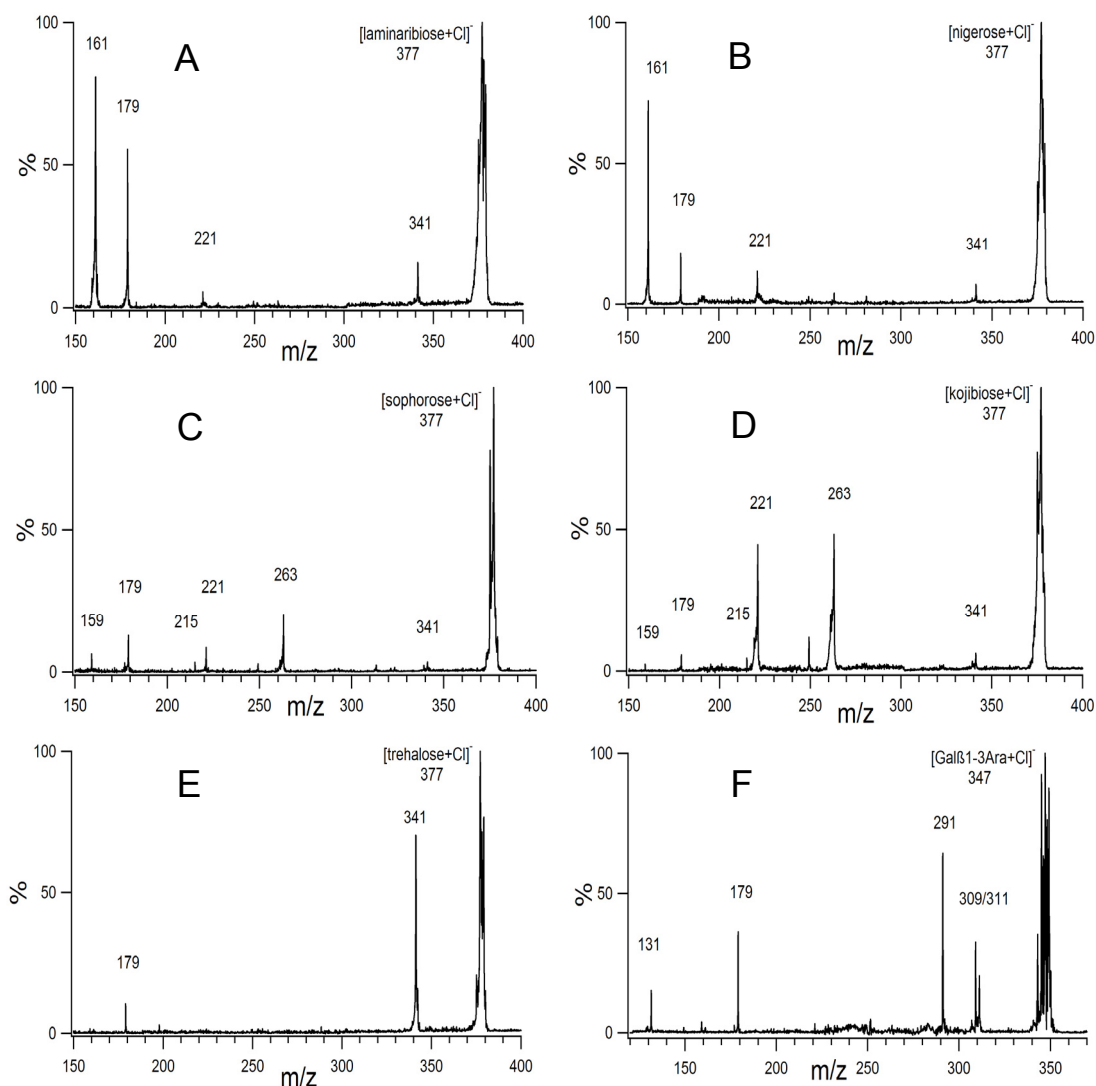 100
[laminaribiose+Cl]⁻
377
161
A
179
50
%
221
341
0
150 200 250 300 350 400
m/z
100
[nigerose+Cl]⁻
377
161
B
50
%
179
221
341
0
150 200 250 300 350 400
m/z
100
[sophorose+Cl]⁻
377
C
50
%
159
179
215
221
263
341
0
150 200 250 300 350 400
m/z
100
[kojibiose+Cl]⁻
377
D
221
263
50
%
159
179
215
341
0
150 200 250 300 350 400
m/z
100
[trehalose+Cl]⁻
377
E
341
50
%
179
0
150 200 250 300 350 400
m/z
100
[Galß1-3Ara+Cl]⁻
347
F
291
179
309/311
50
%
131
0
150 200 250 300 350
m/z